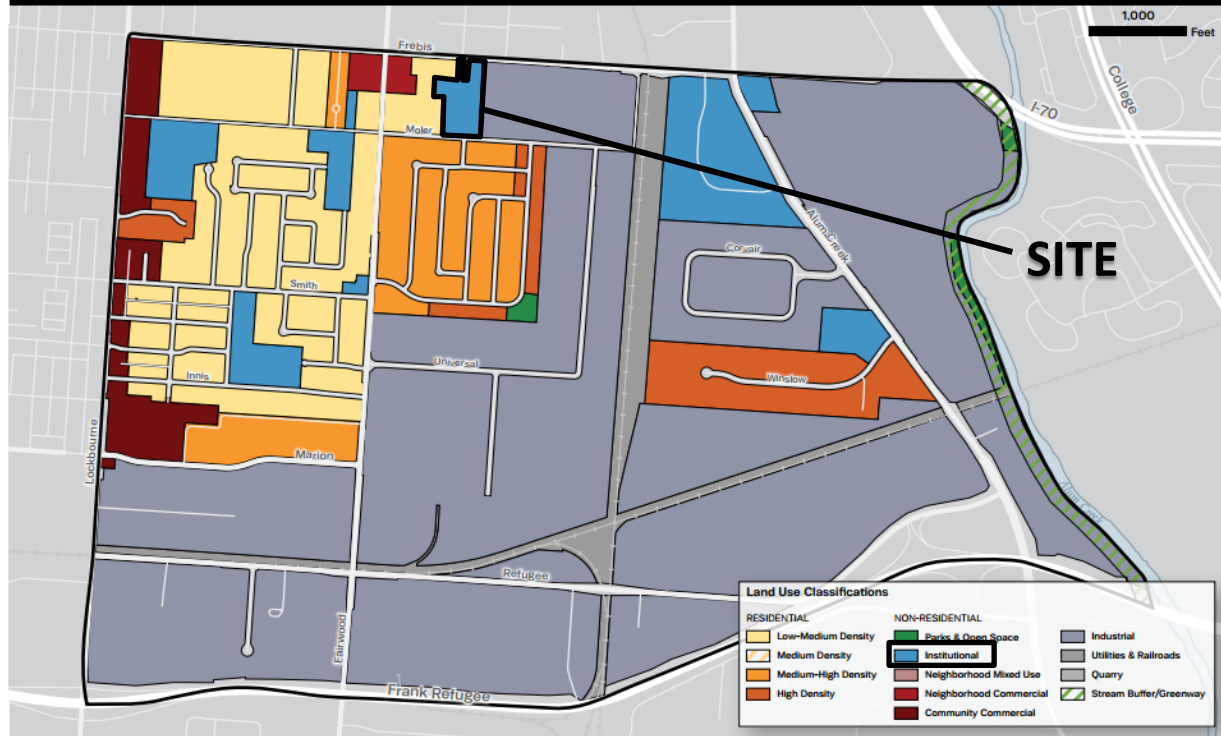 1,000
Feet
Frebis
College
I-70
Moler
Alum Creek
Corvair
SITE
Smith
Universal
Winslow
Innis
Lockbourne
Marion
Alum Creek
Refugee
Fairwood
Frank Refugee
Land Use Classifications
RESIDENTIAL
Low-Medium Density
Medium Density
Medium-High Density
High Density
NON-RESIDENTIAL
Parks & Open Space
Institutional
Neighborhood Mixed Use
Neighborhood Commercial
Community Commercial
Industrial
Utilities & Railroads
Quarry
Stream Buffer/Greenway